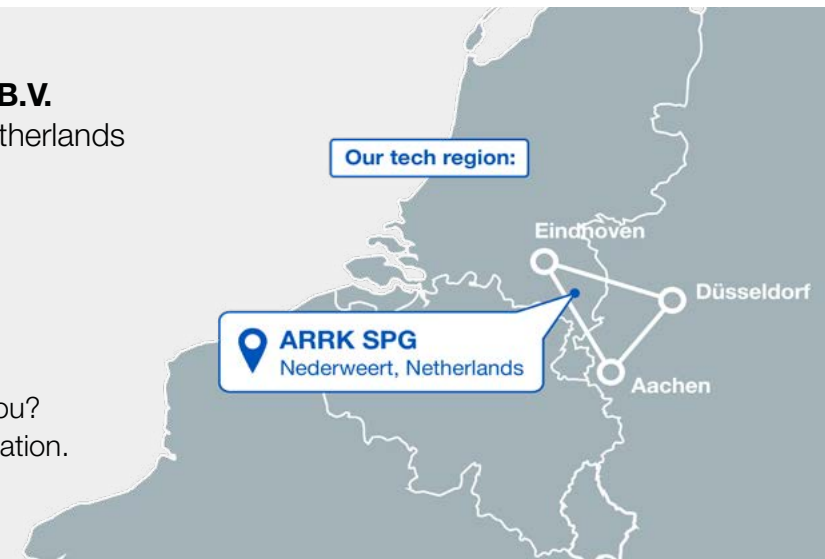 B.V.
therlands
ou?
ation.
Our tech region:
Eindhoven
Düsseldorf
ARRK SPG
Nederweert, Netherlands
Aachen